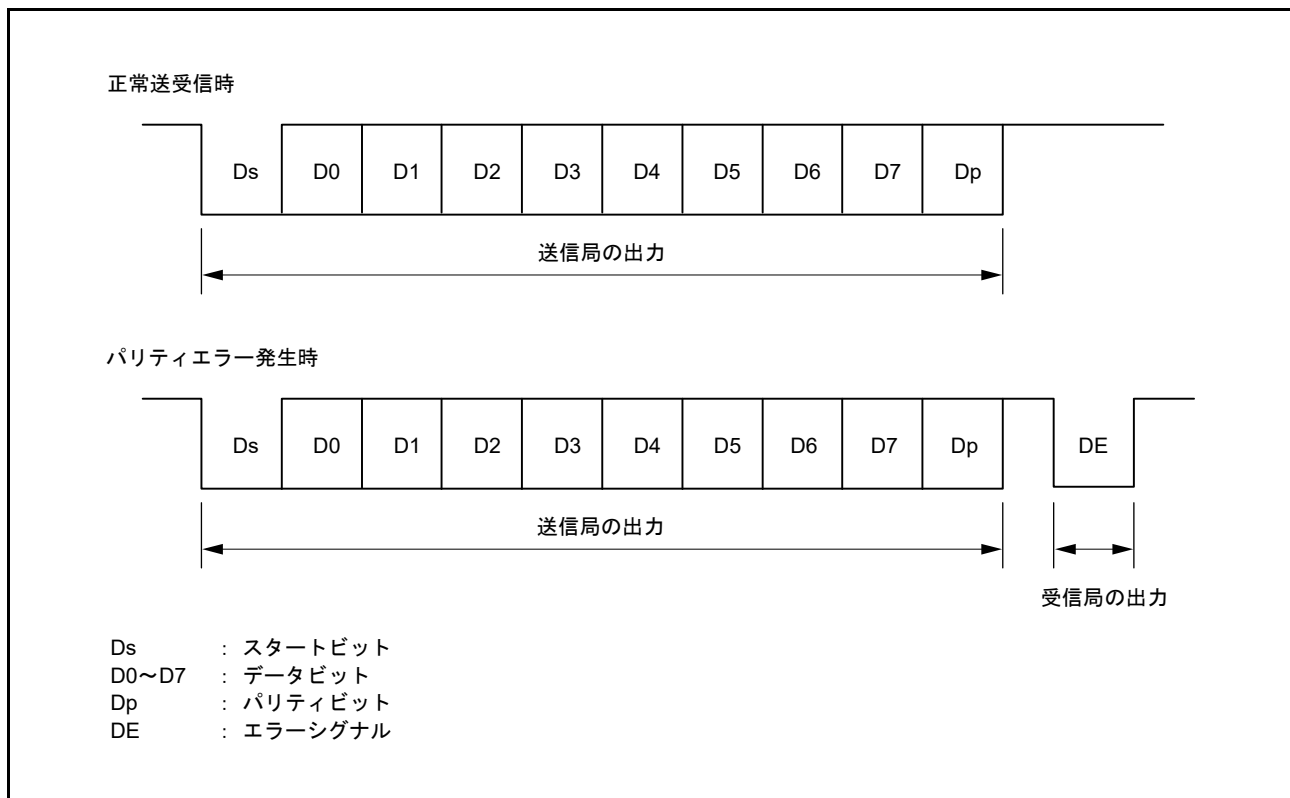 正常送受信時
Ds D0 D1 D2 D3 D4 D5 D6 D7 Dp
送信局の出力
パリティエラー発生時
Ds D0 D1 D2 D3 D4 D5 D6 D7 Dp DE
送信局の出力
受信局の出力
Ds : スタートビット
D0～D7 : データビット
Dp : パリティビット
DE : エラーシグナル